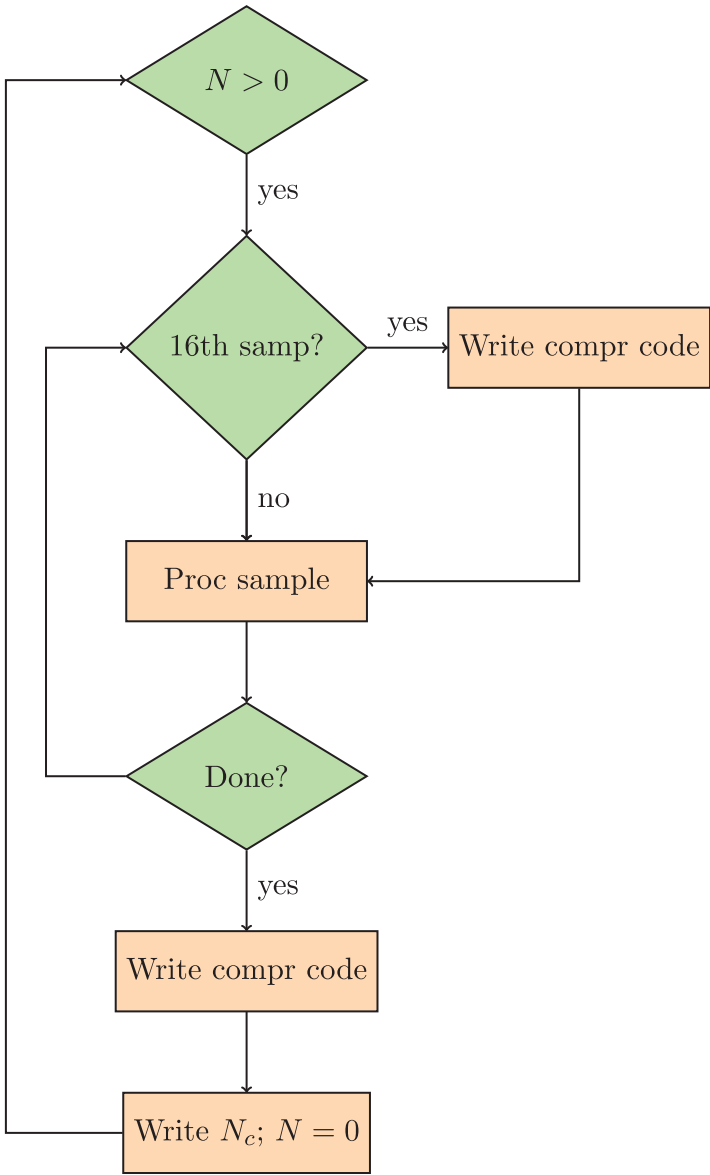 N > 0
yes
16th samp?
yes
Write compr code
no
Proc sample
Done?
yes
Write compr code
Write N_c; N = 0